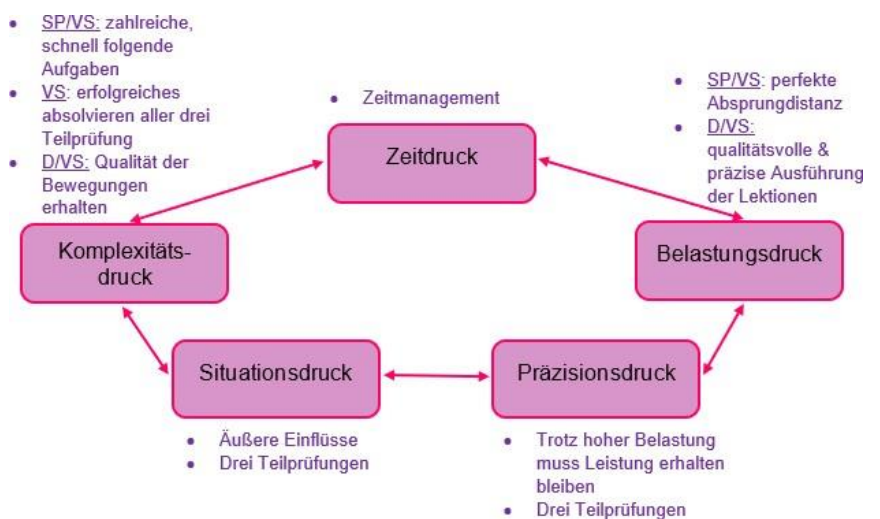 • SP/VS: zahlreiche,
schnell folgende
Aufgaben
• VS: erfolgreiches
absolvieren aller drei
Teilprüfung
• D/VS: Qualität der
Bewegungen
erhalten
• Zeitmanagement
Zeitdruck
• SP/VS: perfekte
Absprungdistanz
• D/VS:
qualitätsvolle &
präzise Ausführung
der Lektionen
Komplexitäts-
druck
Belastungsdruck
Situationsdruck
Präzisionsdruck
• Äußere Einflüsse
• Drei Teilprüfungen
• Trotz hoher Belastung
muss Leistung erhalten
bleiben
• Drei Teilprüfungen